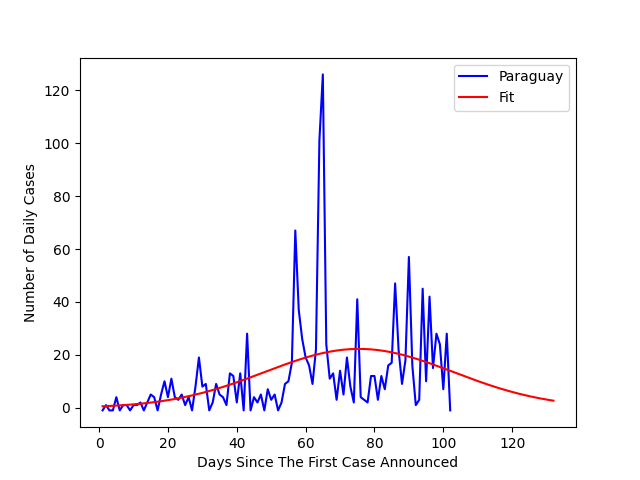 Paraguay
Fit
120
100
80
60
40
20
0
Number of Daily Cases
0 20 40 60 80 100 120
Days Since The First Case Announced